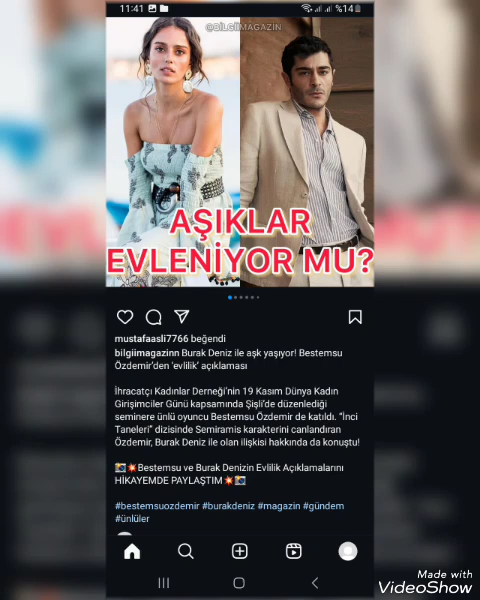 11:41
%14
@BİLGİİMAGAZIN
AŞIKLAR
EVLENİYOR MU?
mustafaasli7766 beğendi
bilgiimagazinn Burak Deniz ile aşk yaşıyor! Bestemsu
Özdemir'den 'evlilik' açıklaması
İhracatçı Kadınlar Derneği'nin 19 Kasım Dünya Kadın
Girişimciler Günü kapsamında Şişli'de düzenlediği
seminere ünlü oyuncu Bestemsu Özdemir de katıldı. "İnci
Taneleri" dizisinde Semiramis karakterini canlandıran
Özdemir, Burak Deniz ile olan ilişkisi hakkında da konuştu!
📸💥Bestemsu ve Burak Denizin Evlilik Açıklamalarını
HİKAYEMDE PAYLAŞTIM💥📸
#bestemsuozdemir #burakdeniz #magazin #gündem
#ünlüler
Made with
VideoShow